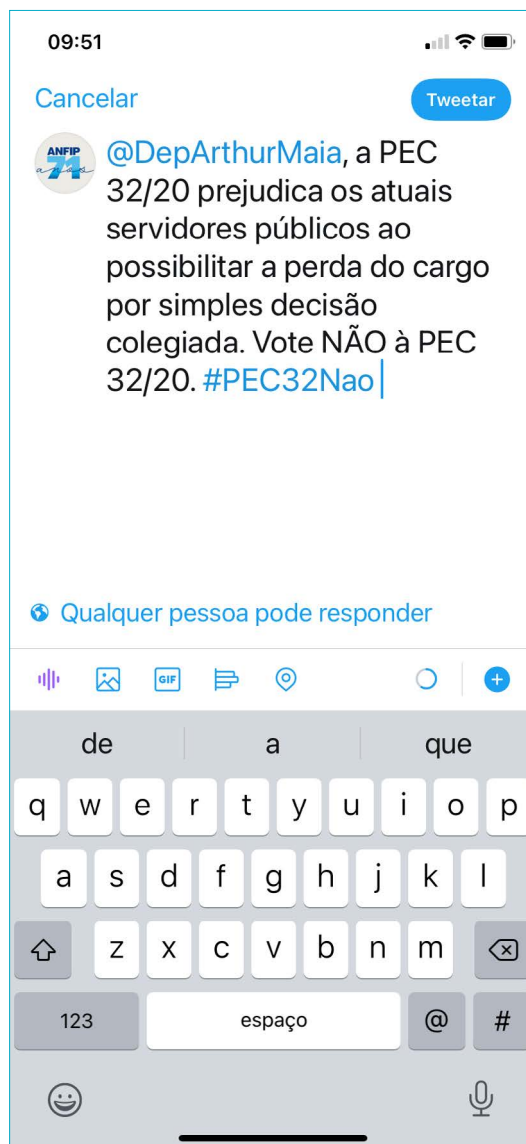 09:51
Cancelar
Tweetar
ANFIP
71
anos
@DepArthurMaia, a PEC
32/20 prejudica os atuais
servidores públicos ao
possibilitar a perda do cargo
por simples decisão
colegiada. Vote NÃO à PEC
32/20. #PEC32Nao
Qualquer pessoa pode responder
GIF
de a que
q w e r t y u i o p
a s d f g h j k l
z x c v b n m
123 espaço @ #